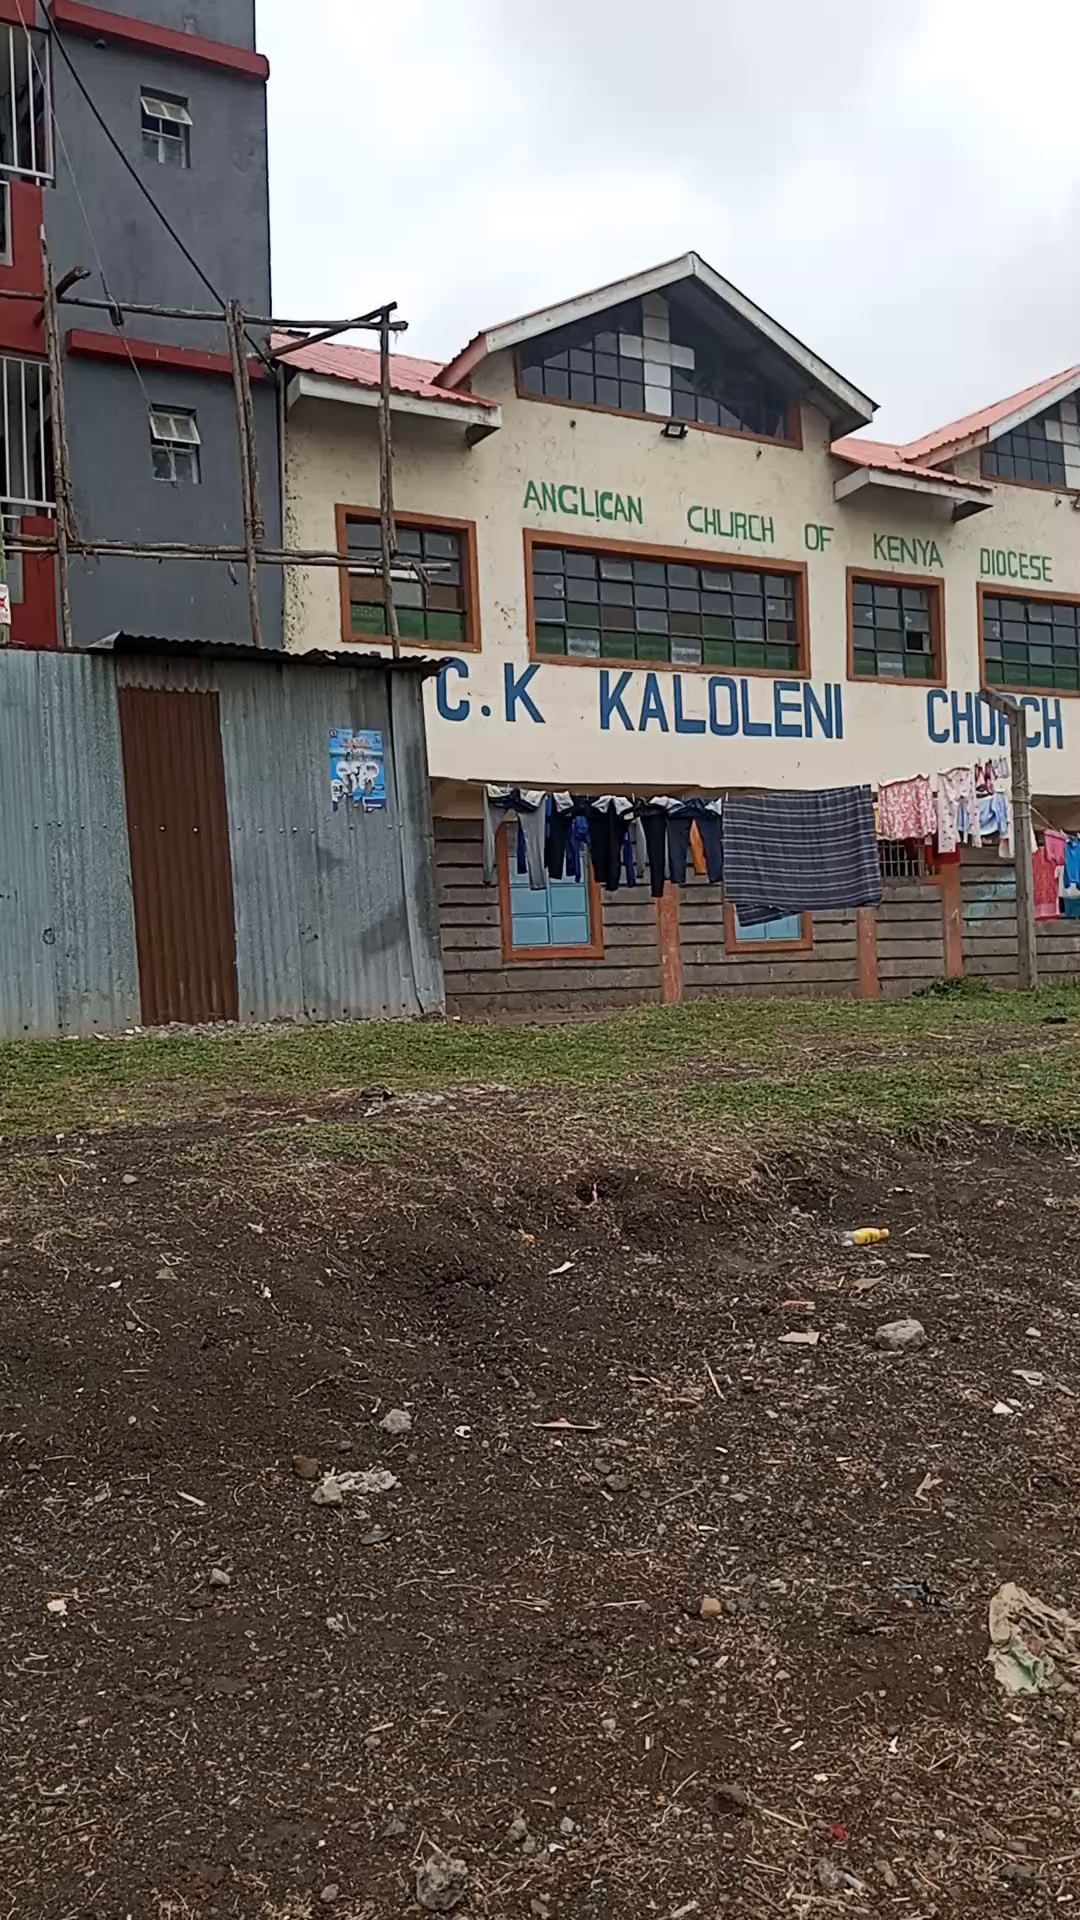 ANGLICAN CHURCH OF KENYA DIOCESE
C.K KALOLENI CHURCH